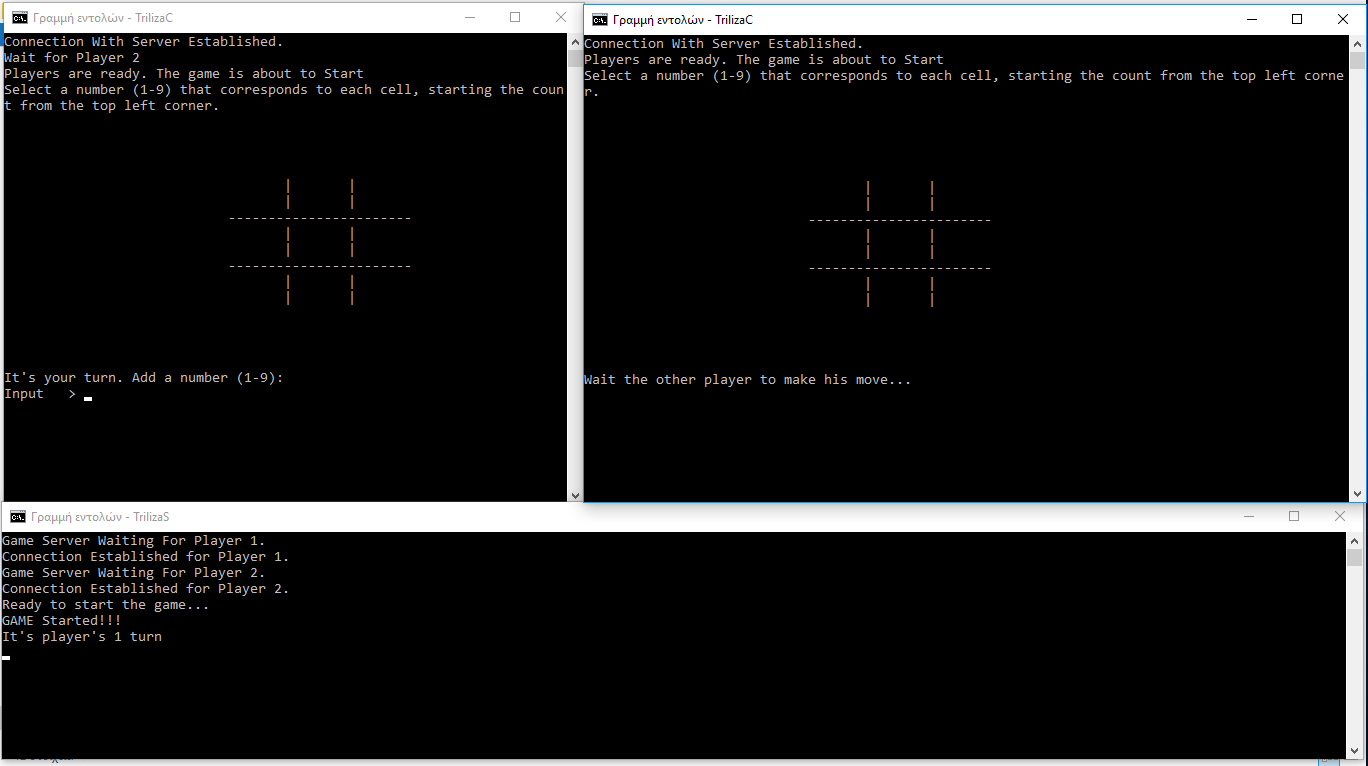 Γραμμή εντολών - TrilizaC
Connection With Server Established.
Wait for Player 2
Players are ready. The game is about to Start
Select a number (1-9) that corresponds to each cell, starting the coun
t from the top left corner.
It's your turn. Add a number (1-9):
Input   >
Γραμμή εντολών - TrilizaC
Connection With Server Established.
Players are ready. The game is about to Start
Select a number (1-9) that corresponds to each cell, starting the count from the top left corne
r.
Wait the other player to make his move...
Γραμμή εντολών - TrilizaS
Game Server Waiting For Player 1.
Connection Established for Player 1.
Game Server Waiting For Player 2.
Connection Established for Player 2.
Ready to start the game...
GAME Started!!!
It's player's 1 turn